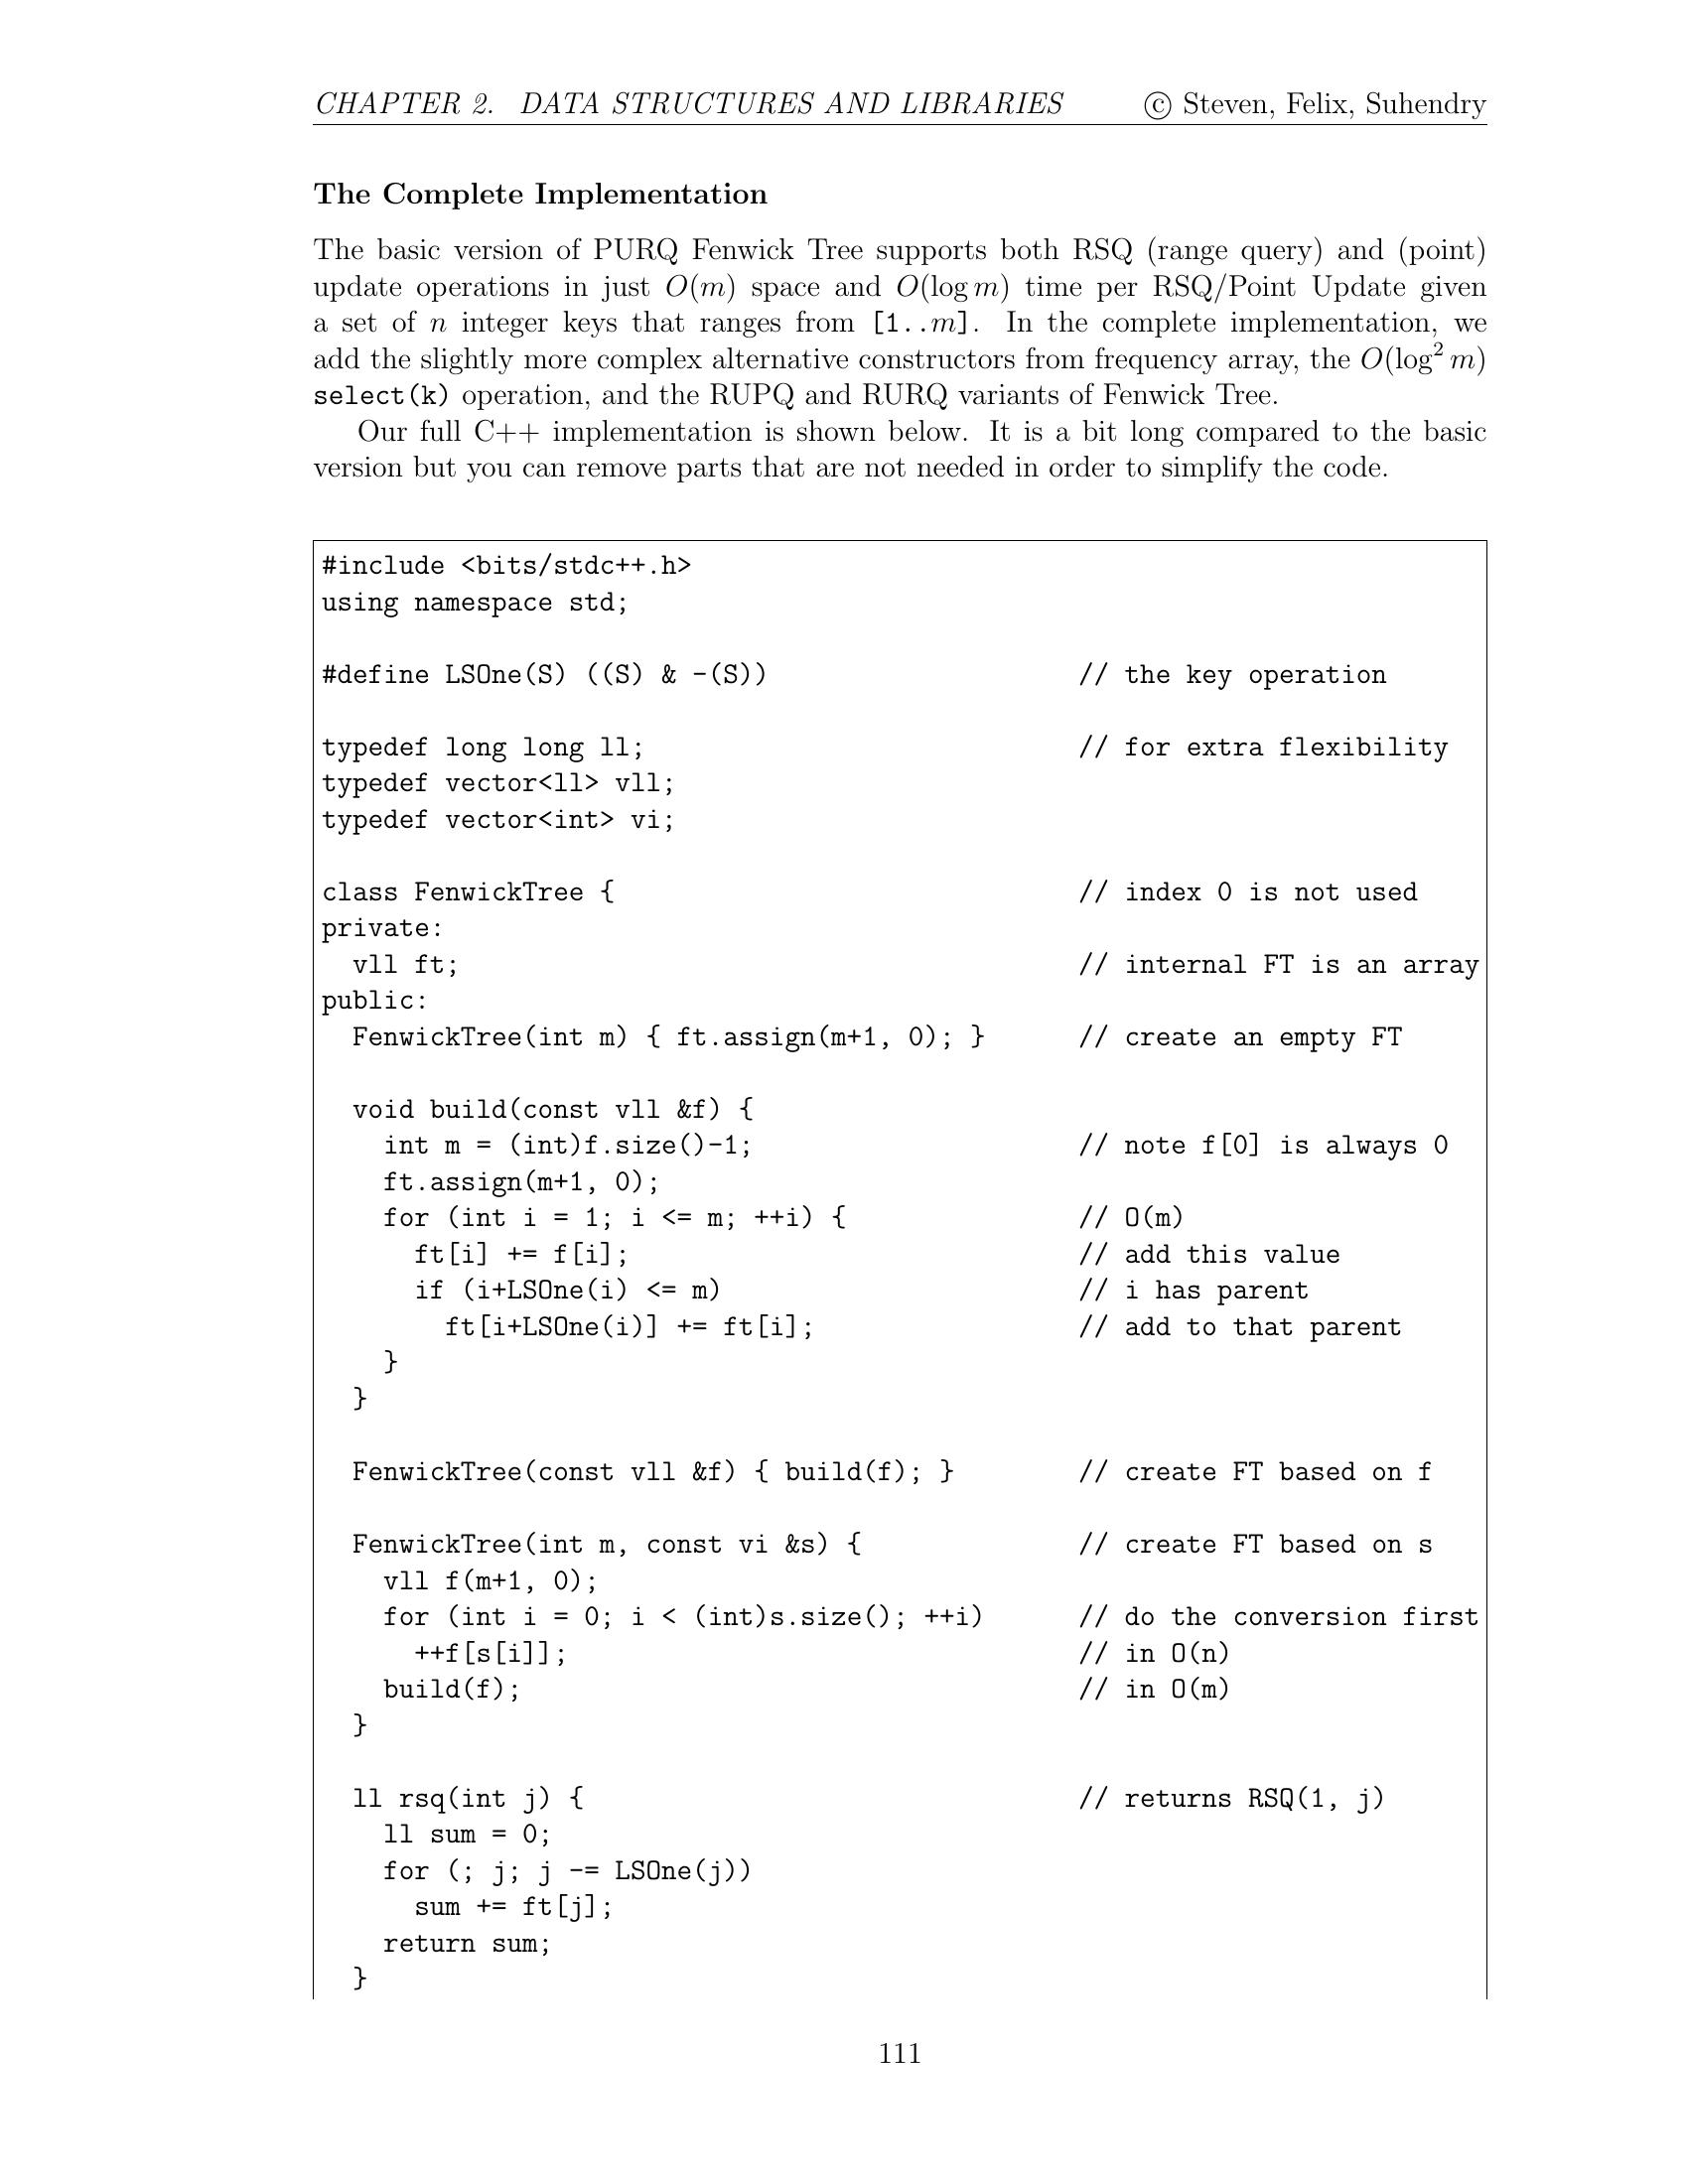 CHAPTER 2. DATA STRUCTURES AND LIBRARIES © Steven, Felix, Suhendry
The Complete Implementation
The basic version of PURQ Fenwick Tree supports both RSQ (range query) and (point)
update operations in just O(m) space and O(log m) time per RSQ/Point Update given
a set of n integer keys that ranges from [1..m]. In the complete implementation, we
add the slightly more complex alternative constructors from frequency array, the O(log² m)
select(k) operation, and the RUPQ and RURQ variants of Fenwick Tree.
Our full C++ implementation is shown below. It is a bit long compared to the basic
version but you can remove parts that are not needed in order to simplify the code.
#include <bits/stdc++.h>
using namespace std;
#define LSOne(S) ((S) & -(S)) // the key operation
typedef long long ll; // for extra flexibility
typedef vector<ll> vll;
typedef vector<int> vi;
class FenwickTree { // index 0 is not used
private:
vll ft; // internal FT is an array
public:
FenwickTree(int m) { ft.assign(m+1, 0); } // create an empty FT
void build(const vll &f) {
int m = (int)f.size()-1; // note f[0] is always 0
ft.assign(m+1, 0);
for (int i = 1; i <= m; ++i) { // O(m)
ft[i] += f[i]; // add this value
if (i+LSOne(i) <= m) // i has parent
ft[i+LSOne(i)] += ft[i]; // add to that parent
}
}
FenwickTree(const vll &f) { build(f); } // create FT based on f
FenwickTree(int m, const vi &s) { // create FT based on s
vll f(m+1, 0);
for (int i = 0; i < (int)s.size(); ++i) // do the conversion first
++f[s[i]]; // in O(n)
build(f); // in O(m)
}
ll rsq(int j) { // returns RSQ(1, j)
ll sum = 0;
for (; j; j -= LSOne(j))
sum += ft[j];
return sum;
}
111